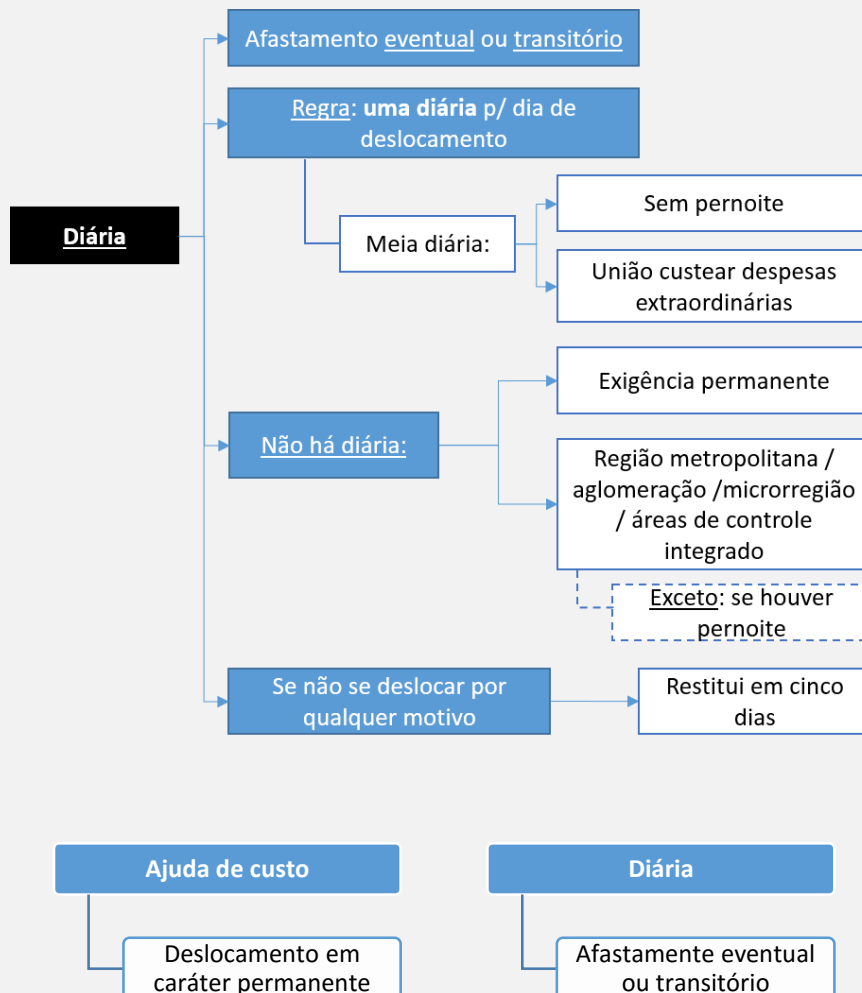 Afastamento eventual ou transitório
Regra: uma diária p/ dia de
deslocamento
Diária
Meia diária:
Sem pernoite
União custear despesas
extraordinárias
Não há diária:
Exigência permanente
Região metropolitana /
aglomeração /microrregião
/ áreas de controle
integrado
Exceto: se houver
pernoite
Se não se deslocar por
qualquer motivo
Restitui em cinco
dias
Ajuda de custo
Deslocamento em
caráter permanente
Diária
Afastamente eventual
ou transitório